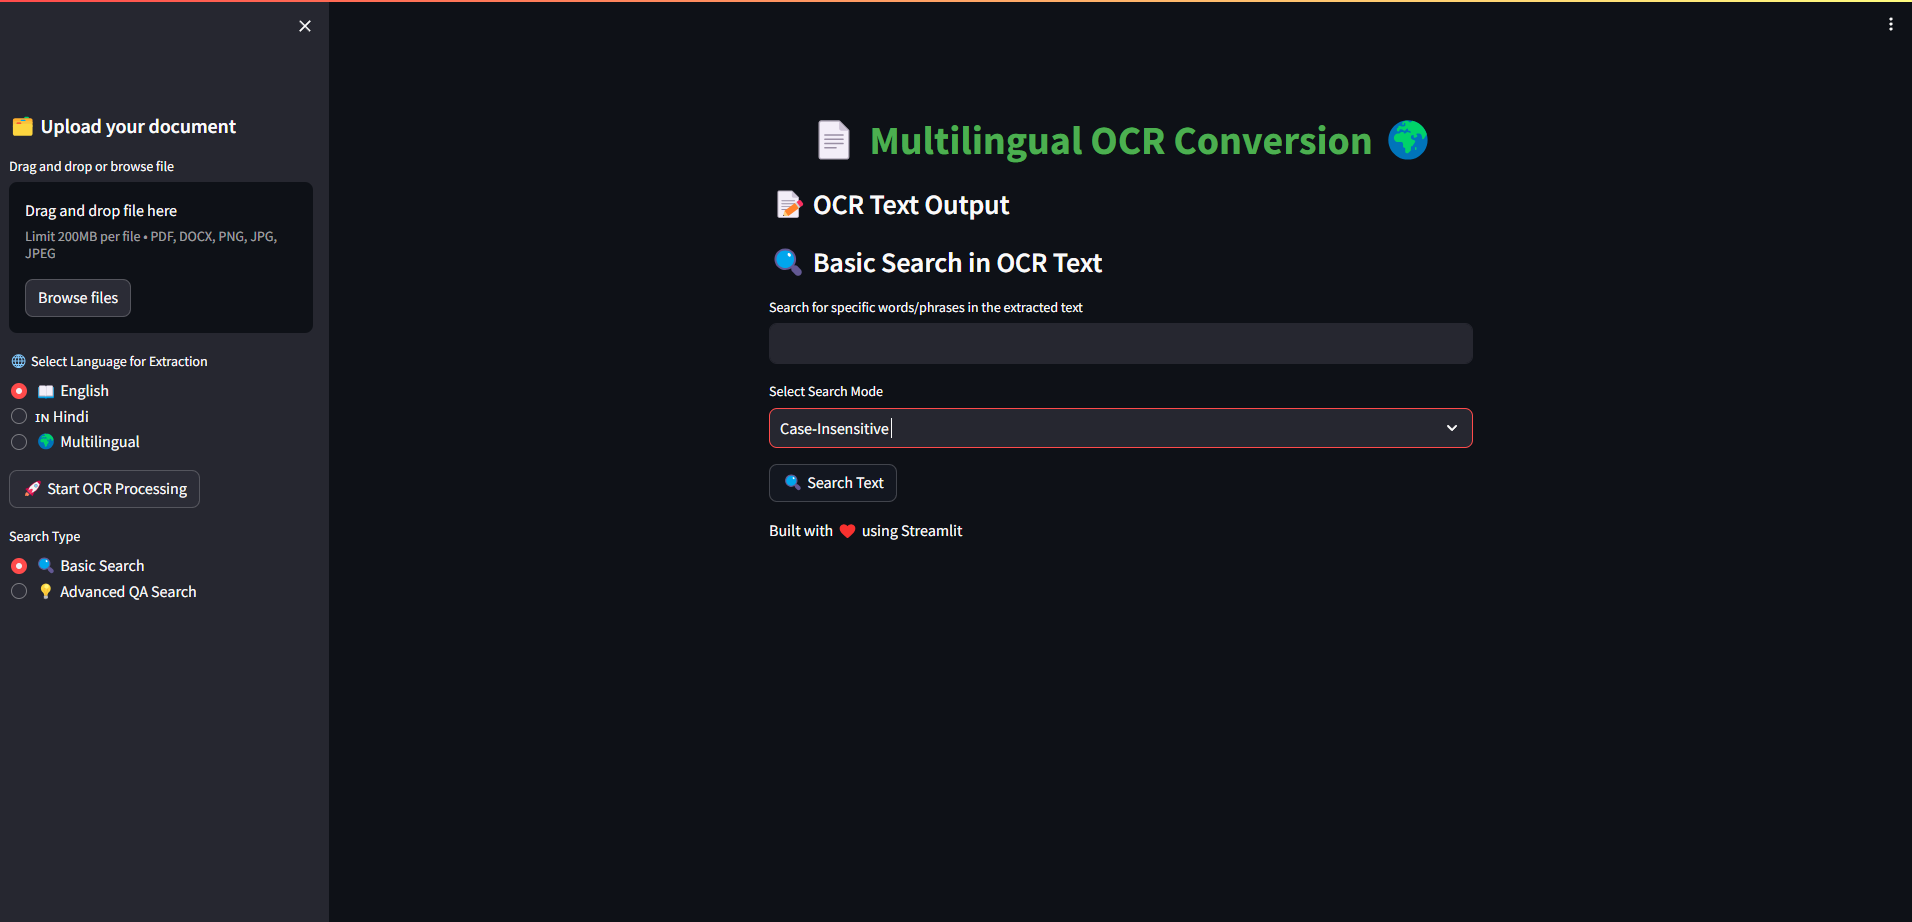 Upload your document
Drag and drop or browse file
Drag and drop file here
Limit 200MB per file • PDF, DOCX, PNG, JPG,
JPEG
Browse files
Select Language for Extraction
English
IN Hindi
Multilingual
Start OCR Processing
Search Type
Basic Search
Advanced QA Search
Multilingual OCR Conversion
OCR Text Output
Basic Search in OCR Text
Search for specific words/phrases in the extracted text
Select Search Mode
Case-Insensitive
Search Text
Built with ❤️ using Streamlit